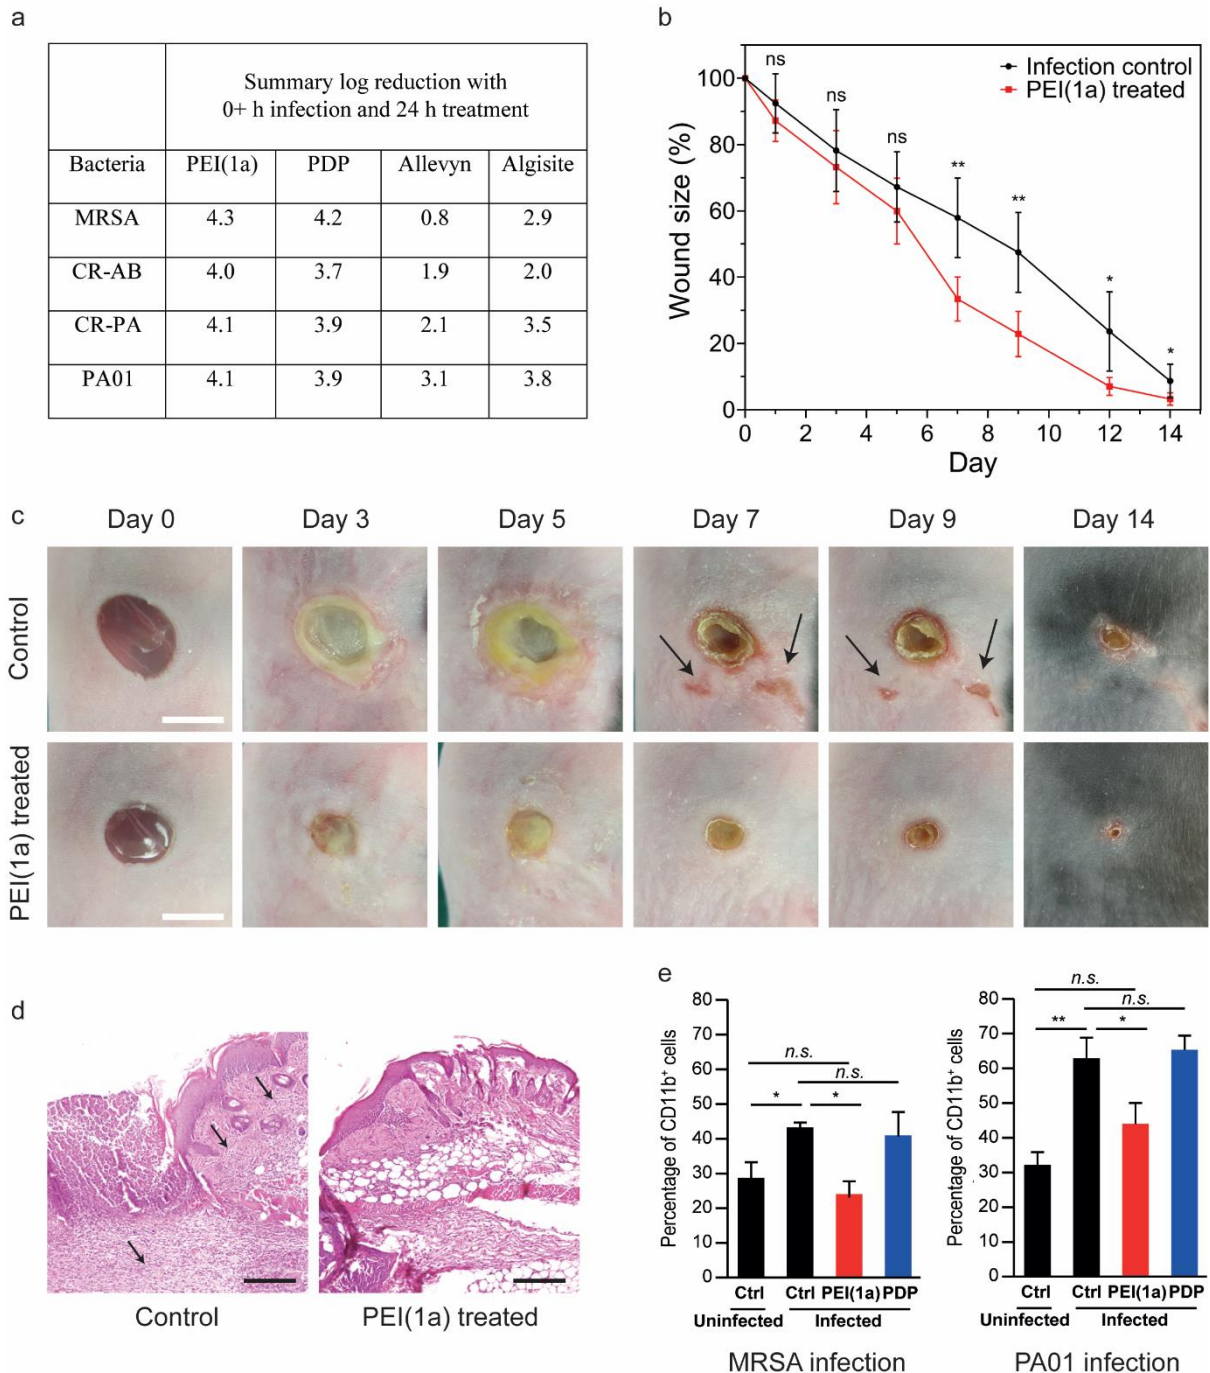 a
Summary log reduction with
0+ h infection and 24 h treatment
Bacteria PEI(1a) PDP Allevyn Algisite
MRSA 4.3 4.2 0.8 2.9
CR-AB 4.0 3.7 1.9 2.0
CR-PA 4.1 3.9 2.1 3.5
PA01 4.1 3.9 3.1 3.8
b
Infection control
PEI(1a) treated
ns ns ns ** ** * *
100
80
60
40
20
0
Wound size (%)
0 2 4 6 8 10 12 14
Day
c
Day 0 Day 3 Day 5 Day 7 Day 9 Day 14
Control
PEI(1a) treated
d
Control PEI(1a) treated
e
n.s.
n.s.
* *
80
70
60
50
40
30
20
10
0
Percentage of CD11b⁺ cells
Ctrl Ctrl PEI(1a) PDP
Uninfected Infected
MRSA infection
n.s.
n.s.
** *
80
70
60
50
40
30
20
10
0
Percentage of CD11b⁺ cells
Ctrl Ctrl PEI(1a) PDP
Uninfected Infected
PA01 infection